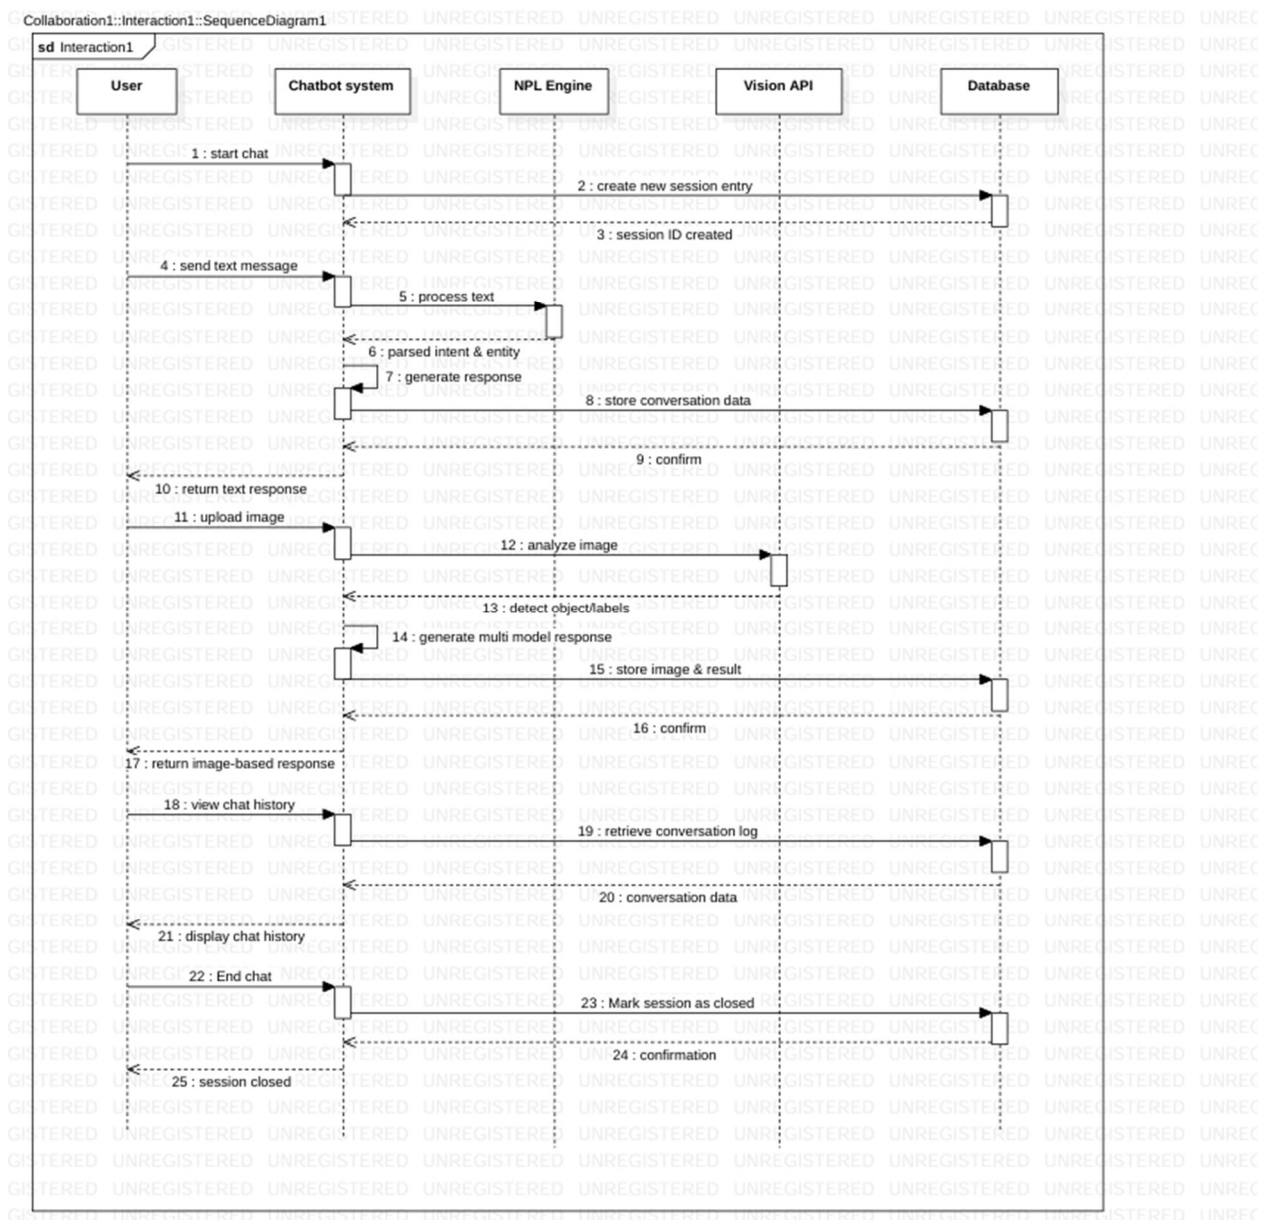 Collaboration1::Interaction1::SequenceDiagram1
sd Interaction1
User
Chatbot system
NPL Engine
Vision API
Database
1 : start chat
2 : create new session entry
3 : session ID created
4 : send text message
5 : process text
6 : parsed intent & entity
7 : generate response
8 : store conversation data
9 : confirm
10 : return text response
11 : upload image
12 : analyze image
13 : detect object/labels
14 : generate multi model response
15 : store image & result
16 : confirm
17 : return image-based response
18 : view chat history
19 : retrieve conversation log
20 : conversation data
21 : display chat history
22 : End chat
23 : Mark session as closed
24 : confirmation
25 : session closed
UNREGISTERED